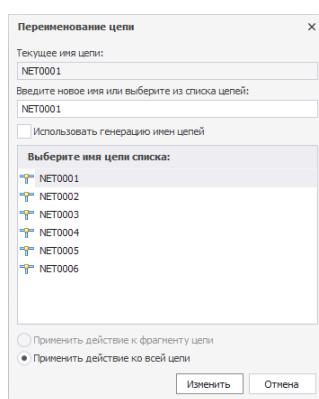 Переименование цепи
Текущее имя цепи:
NET0001
Введите новое имя или выберите из списка цепей:
NET0001
Использовать генерацию имен цепей
Выберите имя цепи списка:
NET0001
NET0002
NET0003
NET0004
NET0005
NET0006
Применить действие к фрагменту цепи
Применить действие ко всей цепи
Изменить Отмена